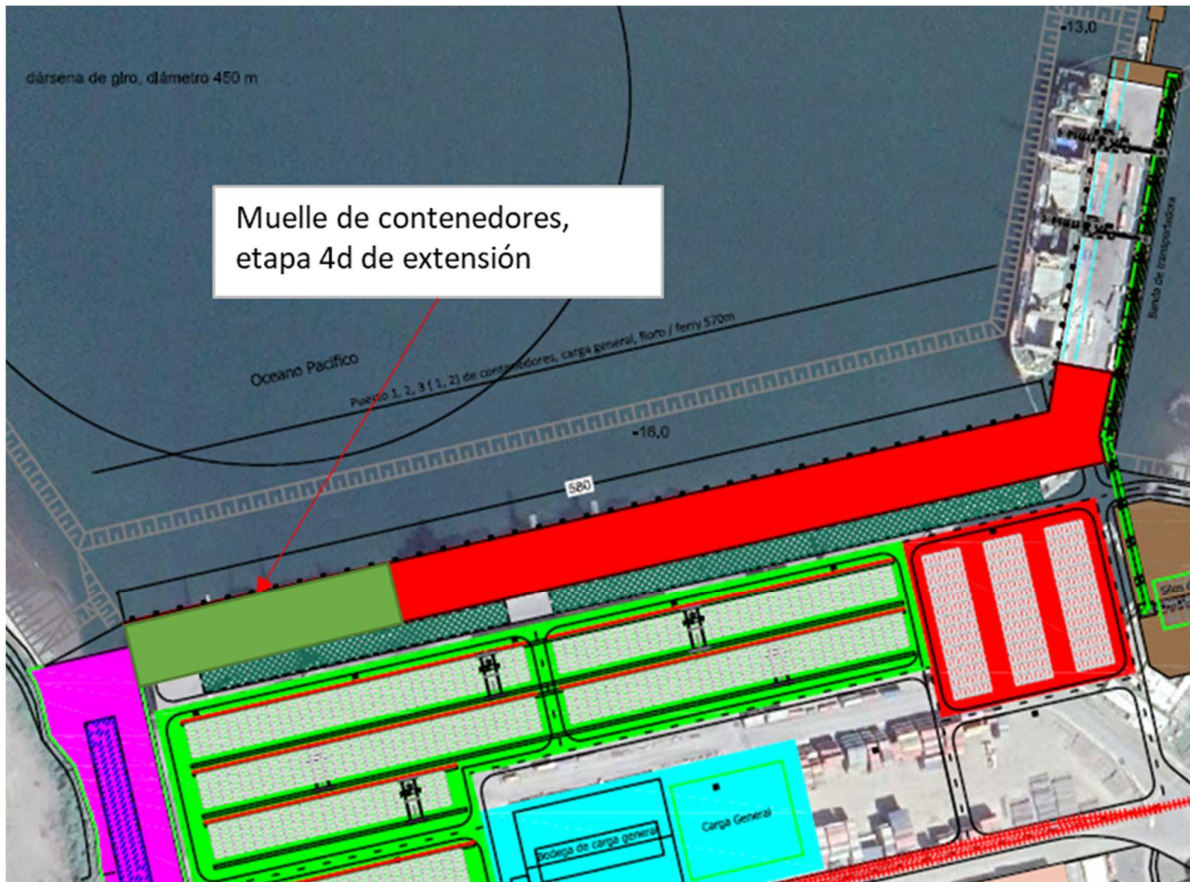 -13,0
dársena de giro, diámetro 450 m
Muelle de contenedores,
etapa 4d de extensión
Banda de transportadora
Oceano Pacifico
Puesto 1, 2, 3 ( 1, 2) de contenedores, carga general, Roro / ferry 570m
-16,0
580
Silos
Carga General
Bodega de carga general